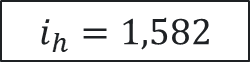 i_h = 1,582